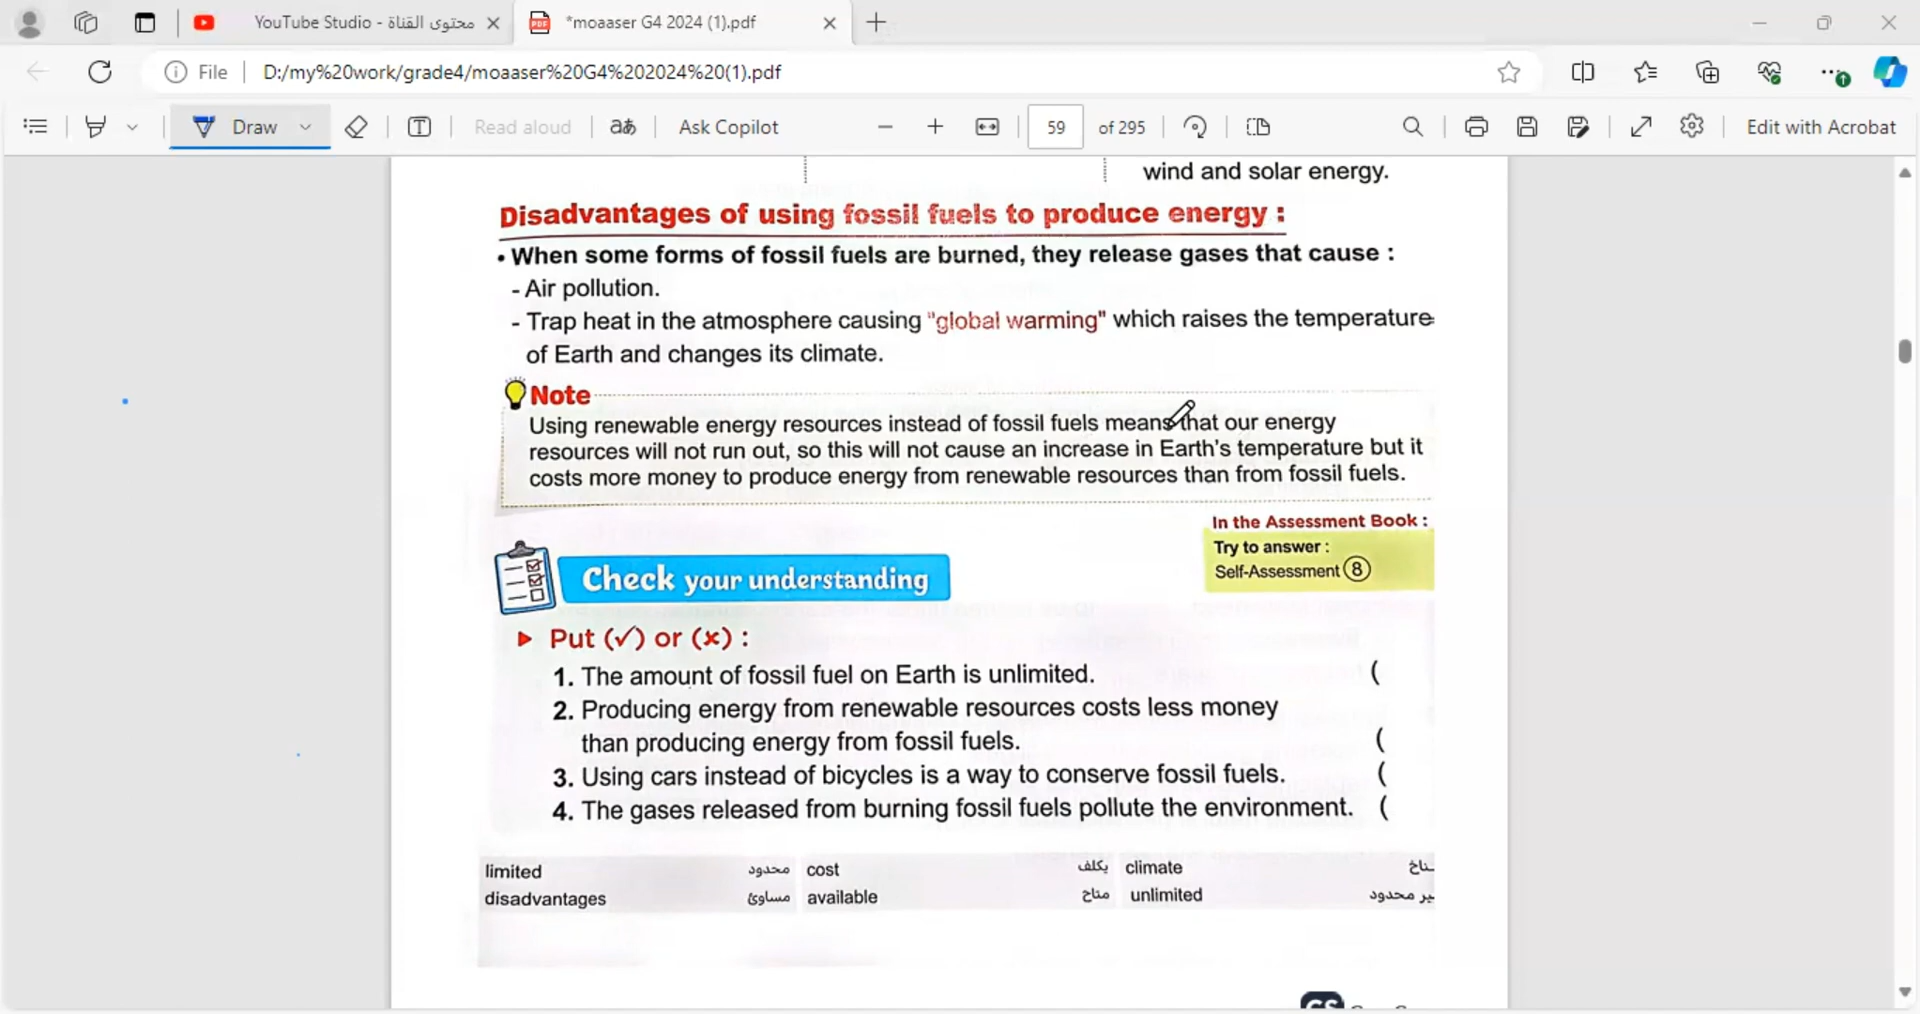 YouTube Studio - محتوى القناة
*moaaser G4 2024 (1).pdf
File
D:/my%20work/grade4/moaaser%20G4%202024%20(1).pdf
Draw
Read aloud
Ask Copilot
59 of 295
Edit with Acrobat
wind and solar energy.
Disadvantages of using fossil fuels to produce energy :
• When some forms of fossil fuels are burned, they release gases that cause :
- Air pollution.
- Trap heat in the atmosphere causing "global warming" which raises the temperature
of Earth and changes its climate.
Note
Using renewable energy resources instead of fossil fuels means that our energy
resources will not run out, so this will not cause an increase in Earth's temperature but it
costs more money to produce energy from renewable resources than from fossil fuels.
In the Assessment Book :
Try to answer :
Self-Assessment 8
Check your understanding
Put (✓) or (x) :
1. The amount of fossil fuel on Earth is unlimited. (
2. Producing energy from renewable resources costs less money
than producing energy from fossil fuels. (
3. Using cars instead of bicycles is a way to conserve fossil fuels. (
4. The gases released from burning fossil fuels pollute the environment. (
limited محدود cost يكلف climate
disadvantages مساوئ available متاح unlimited محدود